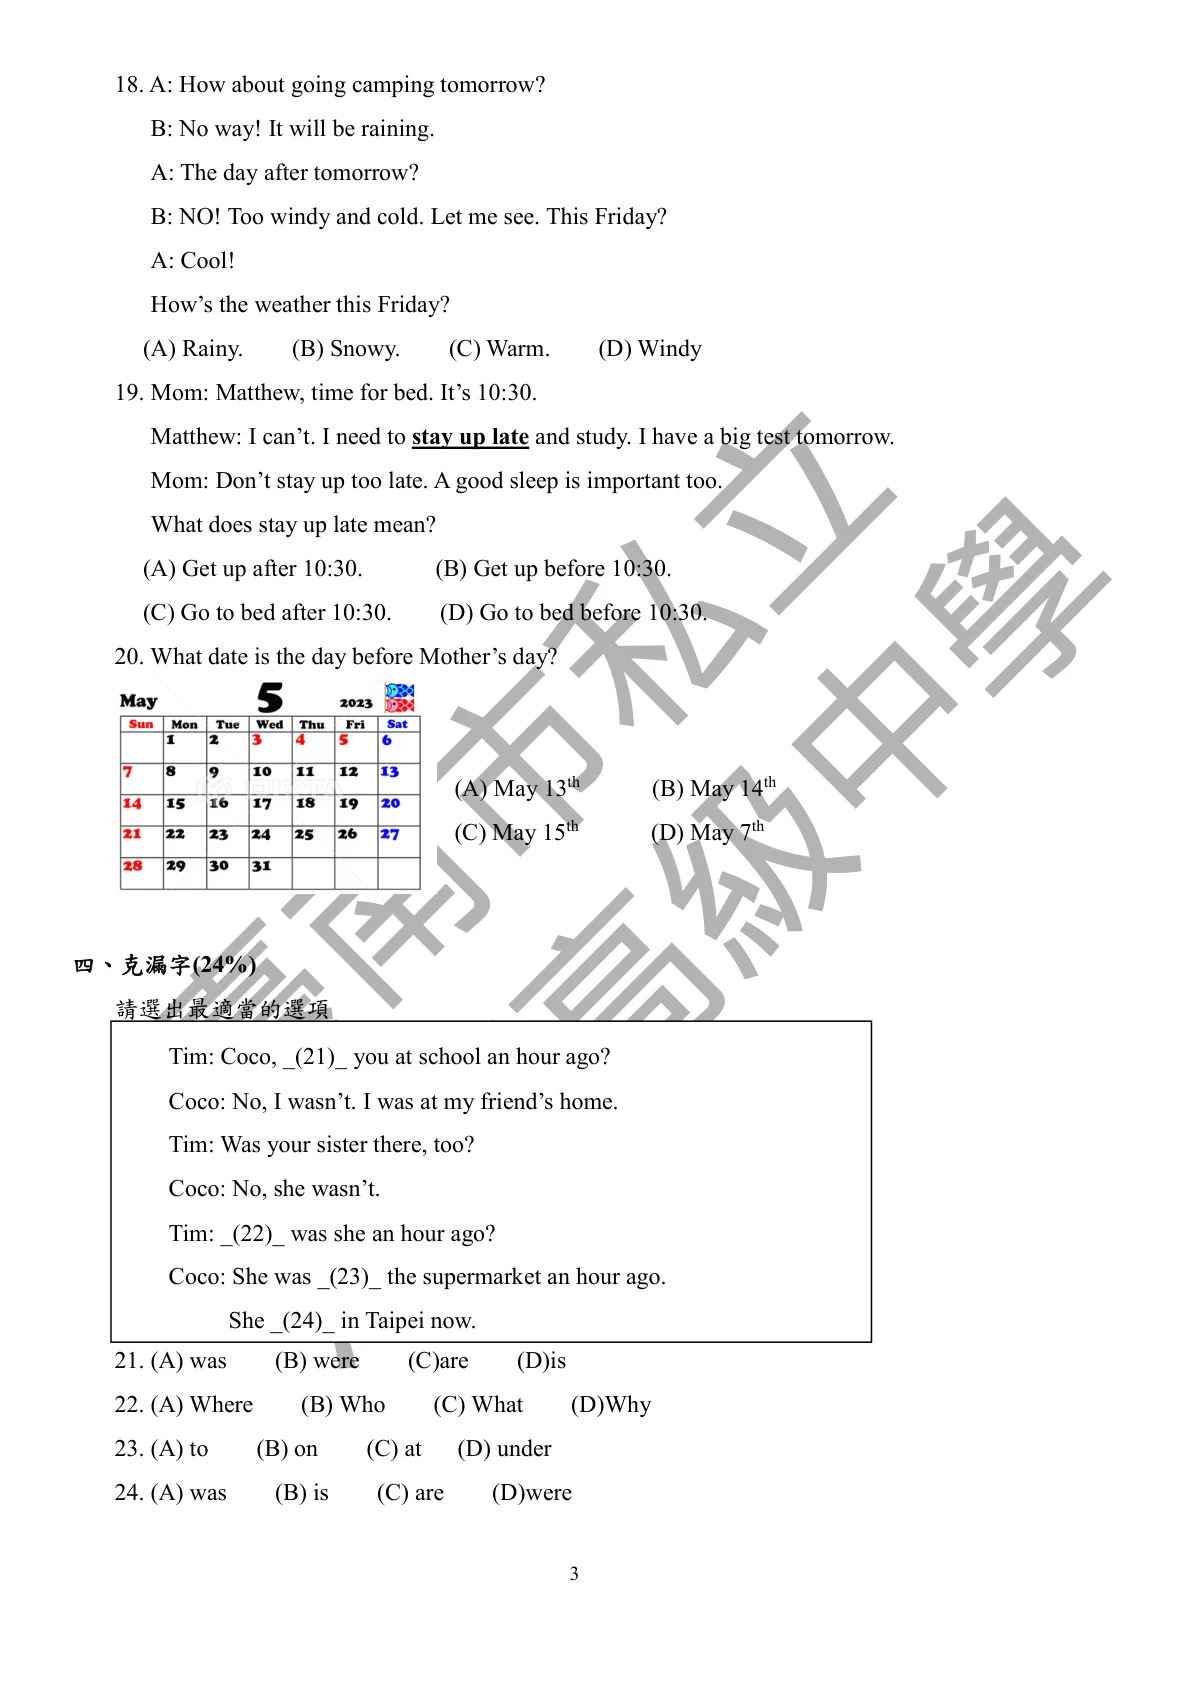 18. A: How about going camping tomorrow?
B: No way! It will be raining.
A: The day after tomorrow?
B: NO! Too windy and cold. Let me see. This Friday?
A: Cool!
How’s the weather this Friday?
(A) Rainy. (B) Snowy. (C) Warm. (D) Windy
19. Mom: Matthew, time for bed. It’s 10:30.
Matthew: I can’t. I need to stay up late and study. I have a big test tomorrow.
Mom: Don’t stay up too late. A good sleep is important too.
What does stay up late mean?
(A) Get up after 10:30. (B) Get up before 10:30.
(C) Go to bed after 10:30. (D) Go to bed before 10:30.
20. What date is the day before Mother’s day?
May 5 2023
Sun Mon Tue Wed Thu Fri Sat
1 2 3 4 5 6
7 8 9 10 11 12 13
14 15 16 17 18 19 20
21 22 23 24 25 26 27
28 29 30 31
(A) May 13th (B) May 14th
(C) May 15th (D) May 7th
四、克漏字(24%)
請選出最適當的選項
Tim: Coco, _(21)_ you at school an hour ago?
Coco: No, I wasn’t. I was at my friend’s home.
Tim: Was your sister there, too?
Coco: No, she wasn’t.
Tim: _(22)_ was she an hour ago?
Coco: She was _(23)_ the supermarket an hour ago.
She _(24)_ in Taipei now.
21. (A) was (B) were (C)are (D)is
22. (A) Where (B) Who (C) What (D)Why
23. (A) to (B) on (C) at (D) under
24. (A) was (B) is (C) are (D)were
3
南市私立
高級中學